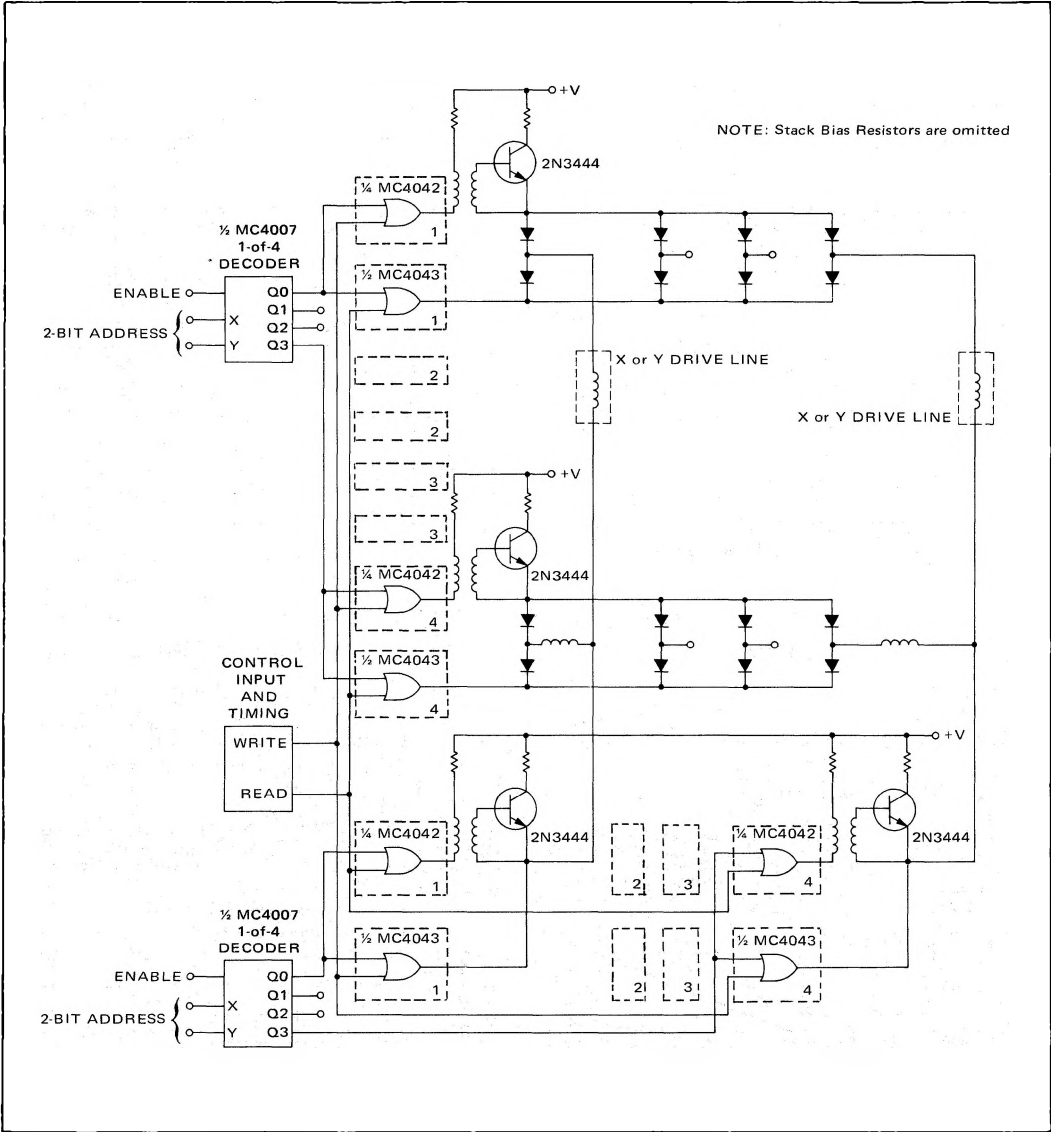 +V
NOTE: Stack Bias Resistors are omitted
2N3444
¼ MC4042
1
½ MC4007
1-of-4
DECODER
ENABLE
Q0
Q1
Q2
Q3
X
Y
2-BIT ADDRESS
½ MC4043
1
2
2
3
3
X or Y DRIVE LINE
X or Y DRIVE LINE
+V
2N3444
¼ MC4042
4
½ MC4043
4
CONTROL
INPUT
AND
TIMING
WRITE
READ
+V
2N3444
2N3444
¼ MC4042
1
2
3
¼ MC4042
4
½ MC4007
1-of-4
DECODER
ENABLE
Q0
Q1
Q2
Q3
X
Y
2-BIT ADDRESS
½ MC4043
1
2
3
½ MC4043
4